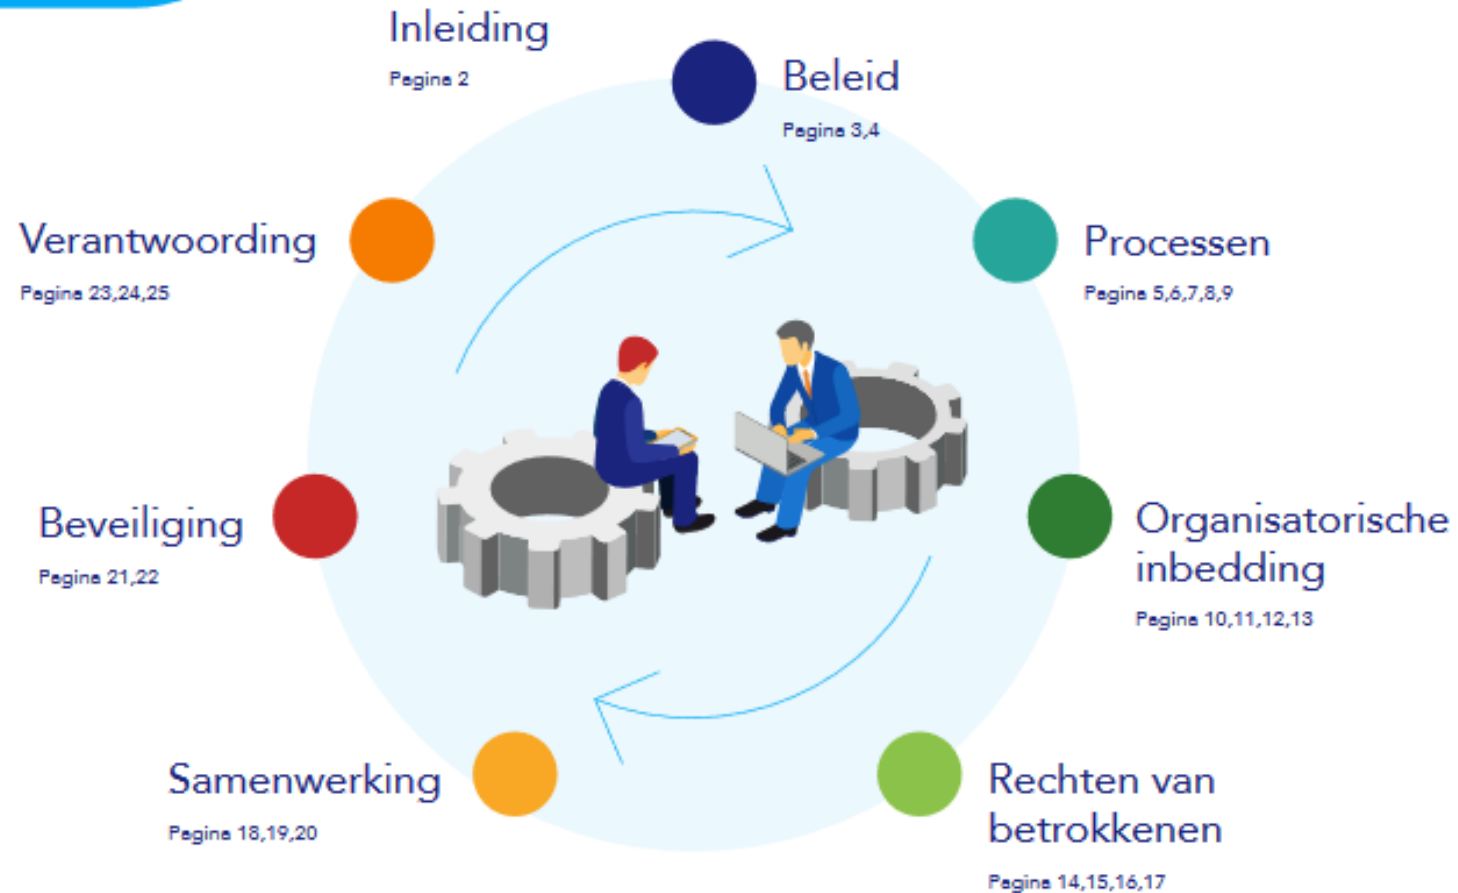 Inleiding
Pagina 2
Beleid
Pagina 3,4
Processen
Pagina 5,6,7,8,9
Organisatorische
inbedding
Pagina 10,11,12,13
Rechten van
betrokkenen
Pagina 14,15,16,17
Samenwerking
Pagina 18,19,20
Beveiliging
Pagina 21,22
Verantwoording
Pagina 23,24,25